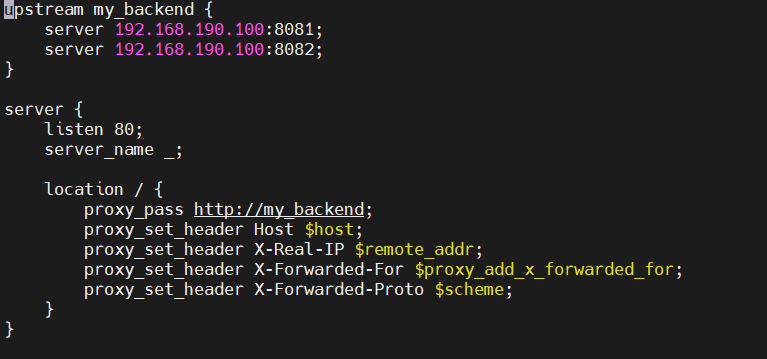 upstream my_backend {
    server 192.168.190.100:8081;
    server 192.168.190.100:8082;
}

server {
    listen 80;
    server_name _;

    location / {
        proxy_pass http://my_backend;
        proxy_set_header Host $host;
        proxy_set_header X-Real-IP $remote_addr;
        proxy_set_header X-Forwarded-For $proxy_add_x_forwarded_for;
        proxy_set_header X-Forwarded-Proto $scheme;
    }
}